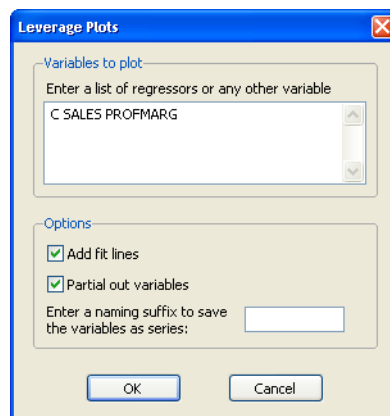 Leverage Plots
Variables to plot
Enter a list of regressors or any other variable
C SALES PROFMARG
Options
Add fit lines
Partial out variables
Enter a naming suffix to save
the variables as series:
OK
Cancel